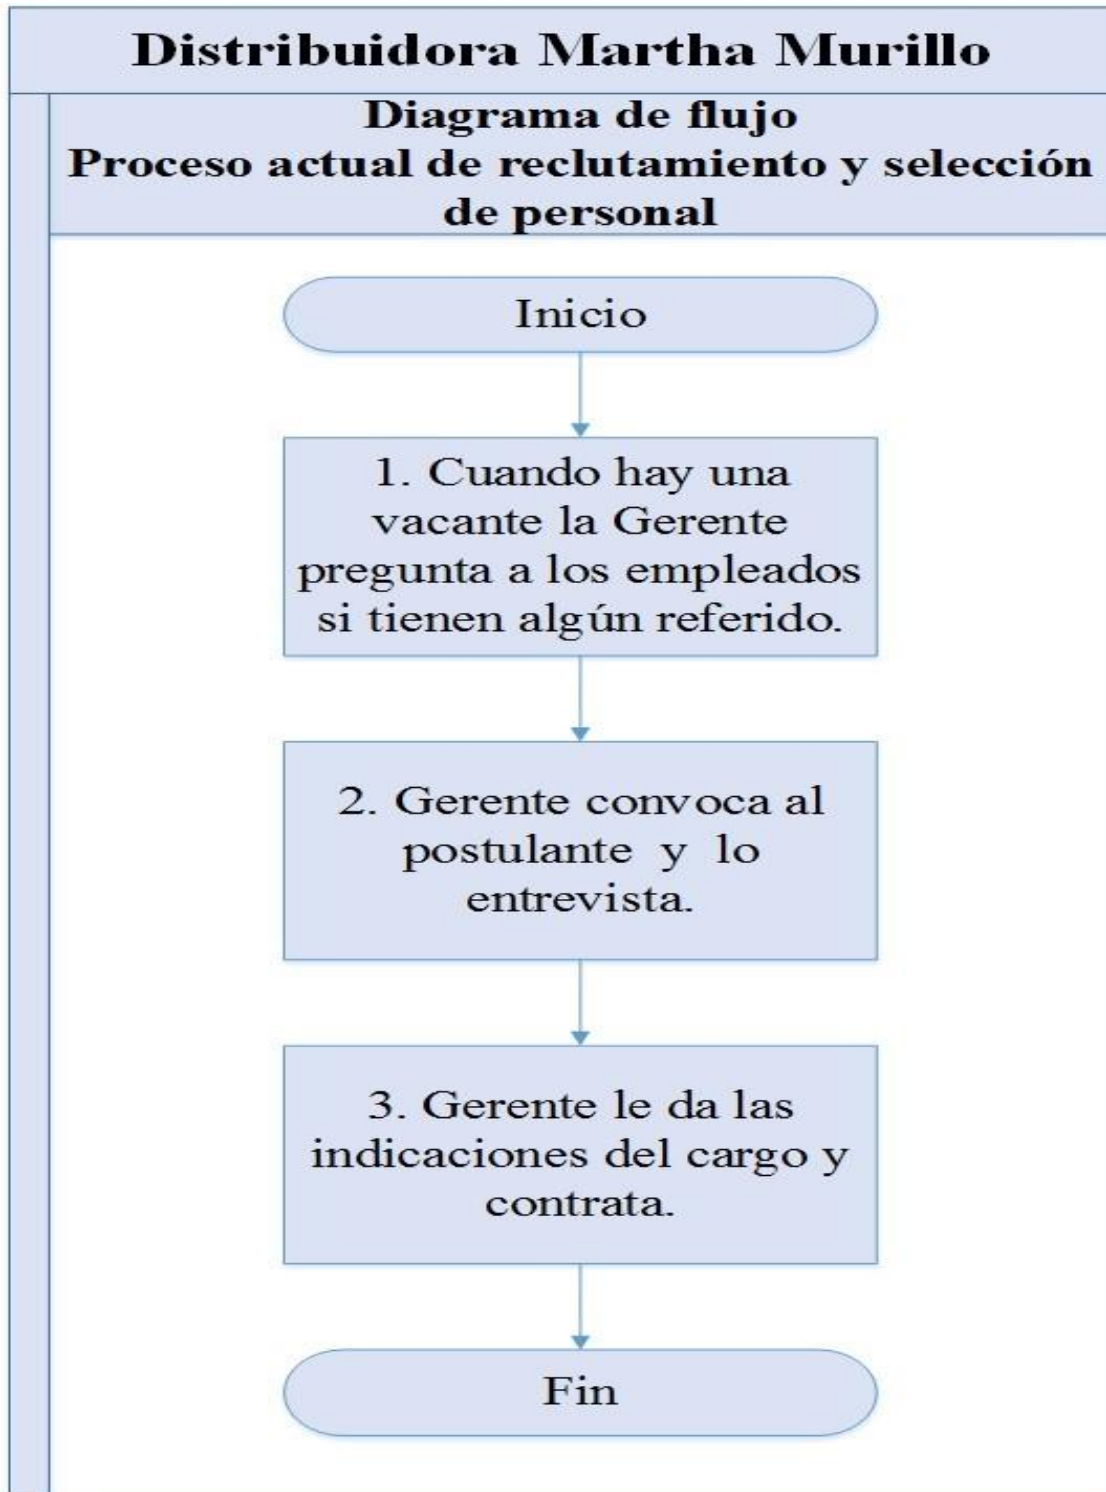 Distribuidora Martha Murillo
Diagrama de flujo
Proceso actual de reclutamiento y selección
de personal
Inicio
1. Cuando hay una
vacante la Gerente
pregunta a los empleados
si tienen algún referido.
2. Gerente convoca al
postulante y lo
entrevista.
3. Gerente le da las
indicaciones del cargo y
contrata.
Fin